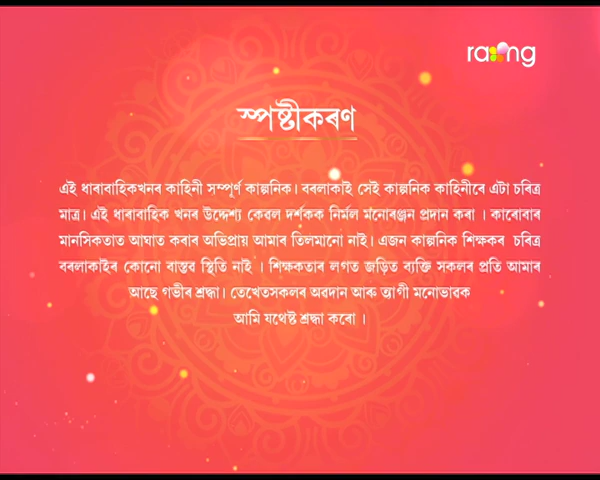 raang
স্পষ্টীকৰণ
এই ধাৰাবাহিকখনৰ কাহিনী সম্পূৰ্ণ কাল্পনিক। বৰলাকাই সেই কাল্পনিক কাহিনীৰে এটা চৰিত্ৰ
মাত্ৰ। এই ধাৰাবাহিক খনৰ উদ্দেশ্য কেৱল দৰ্শকক নিৰ্মল মনোৰঞ্জন প্ৰদান কৰা । কাৰোবাৰ
মানসিকতাত আঘাত কৰাৰ অভিপ্ৰায় আমাৰ তিলমানো নাই। এজন কাল্পনিক শিক্ষকৰ চৰিত্ৰ
বৰলাকাইৰ কোনো বাস্তৱ স্থিতি নাই । শিক্ষকতাৰ লগত জড়িত ব্যক্তি সকলৰ প্ৰতি আমাৰ
আছে গভীৰ শ্ৰদ্ধা। তেখেতসকলৰ অৱদান আৰু ত্যাগী মনোভাৱক
আমি যথেষ্ট শ্ৰদ্ধা কৰো ।